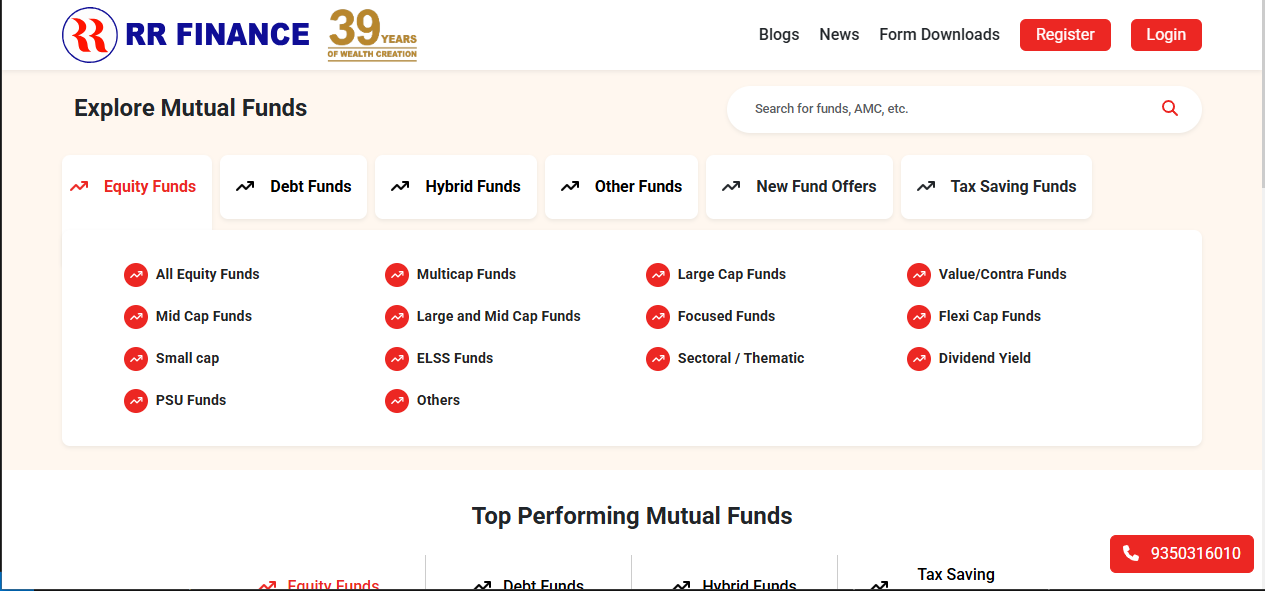 RR FINANCE
39 YEARS
OF WEALTH CREATION
Blogs News Form Downloads Register Login
Explore Mutual Funds
Search for funds, AMC, etc.
Equity Funds Debt Funds Hybrid Funds Other Funds New Fund Offers Tax Saving Funds
All Equity Funds Multicap Funds Large Cap Funds Value/Contra Funds
Mid Cap Funds Large and Mid Cap Funds Focused Funds Flexi Cap Funds
Small cap ELSS Funds Sectoral / Thematic Dividend Yield
PSU Funds Others
Top Performing Mutual Funds
9350316010
Equity Funds Debt Funds Hybrid Funds Tax Saving